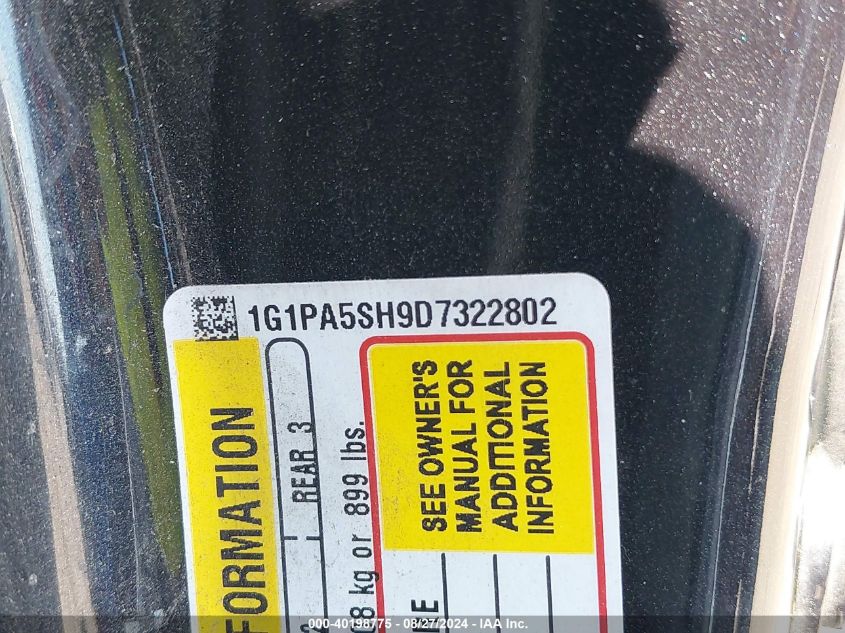 1G1PA5SH9D7322802
FORMATION
REAR 3
kg or 899 lbs.
SEE OWNER'S
MANUAL FOR
ADDITIONAL
INFORMATION
000-40198775 - 08/27/2024 - IAA Inc.